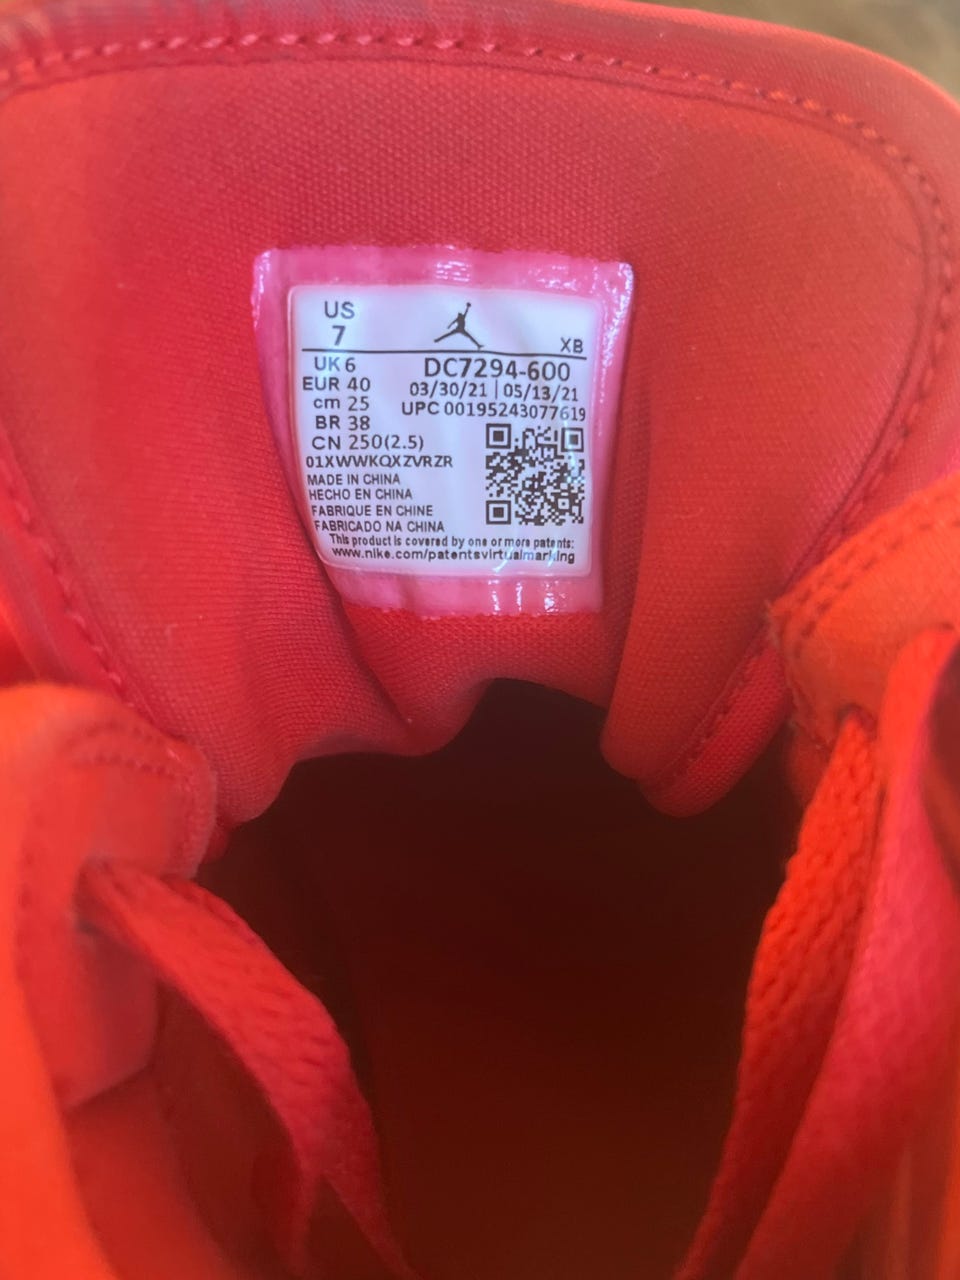 US
7
XB
UK 6
EUR 40
cm 25
BR 38
CN 250(2.5)
DC7294-600
03/30/21 | 05/13/21
UPC 00195243077619
01XWWKQXZVRZR
MADE IN CHINA
HECHO EN CHINA
FABRIQUE EN CHINE
FABRICADO NA CHINA
This product is covered by one or more patents:
www.nike.com/patentsvirtualmarking